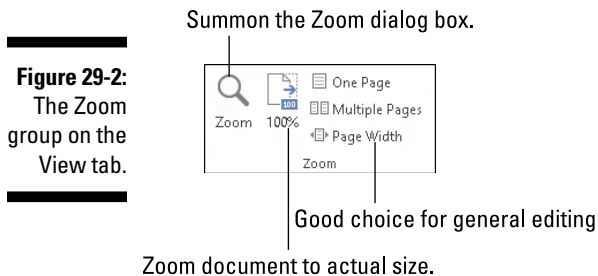 Summon the Zoom dialog box.
Figure 29-2:
The Zoom
group on the
View tab.
Zoom
100
100%
One Page
Multiple Pages
Page Width
Zoom
Good choice for general editing
Zoom document to actual size.